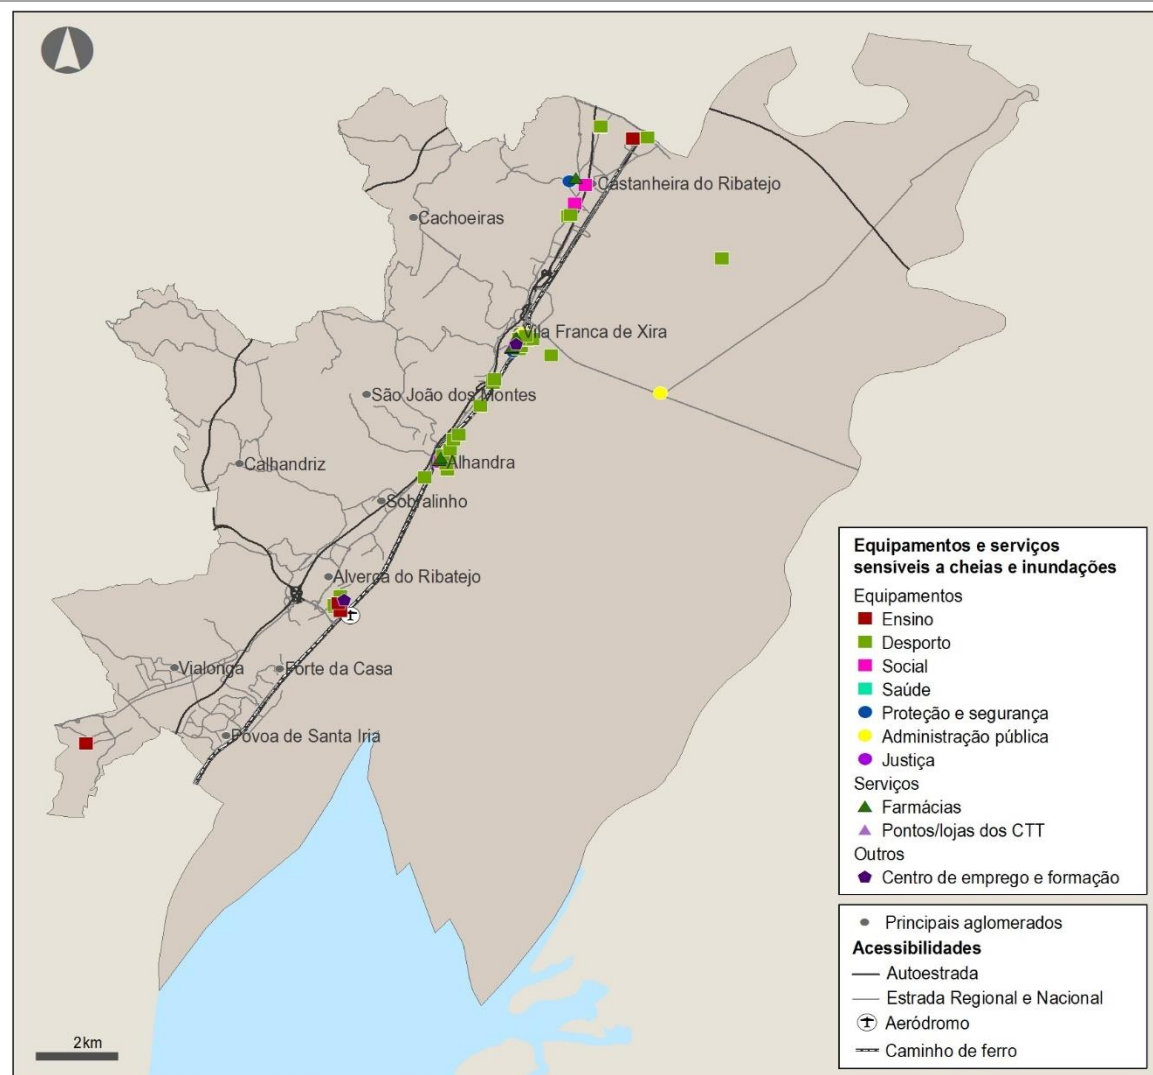 Castanheira do Ribatejo
Cachoeiras
Vila Franca de Xira
São João dos Montes
Calhandriz
Alhandra
Sobralinho
Alverca do Ribatejo
Vialonga
Forte da Casa
Póvoa de Santa Iria
2km
Equipamentos e serviços
sensiveis a cheias e inundações
Equipamentos
Ensino
Desporto
Social
Saúde
Proteção e segurança
Administração pública
Justiça
Serviços
Farmácias
Pontos/lojas dos CTT
Outros
Centro de emprego e formação
Principais aglomerados
Acessibilidades
Autoestrada
Estrada Regional e Nacional
Aeródromo
Caminho de ferro